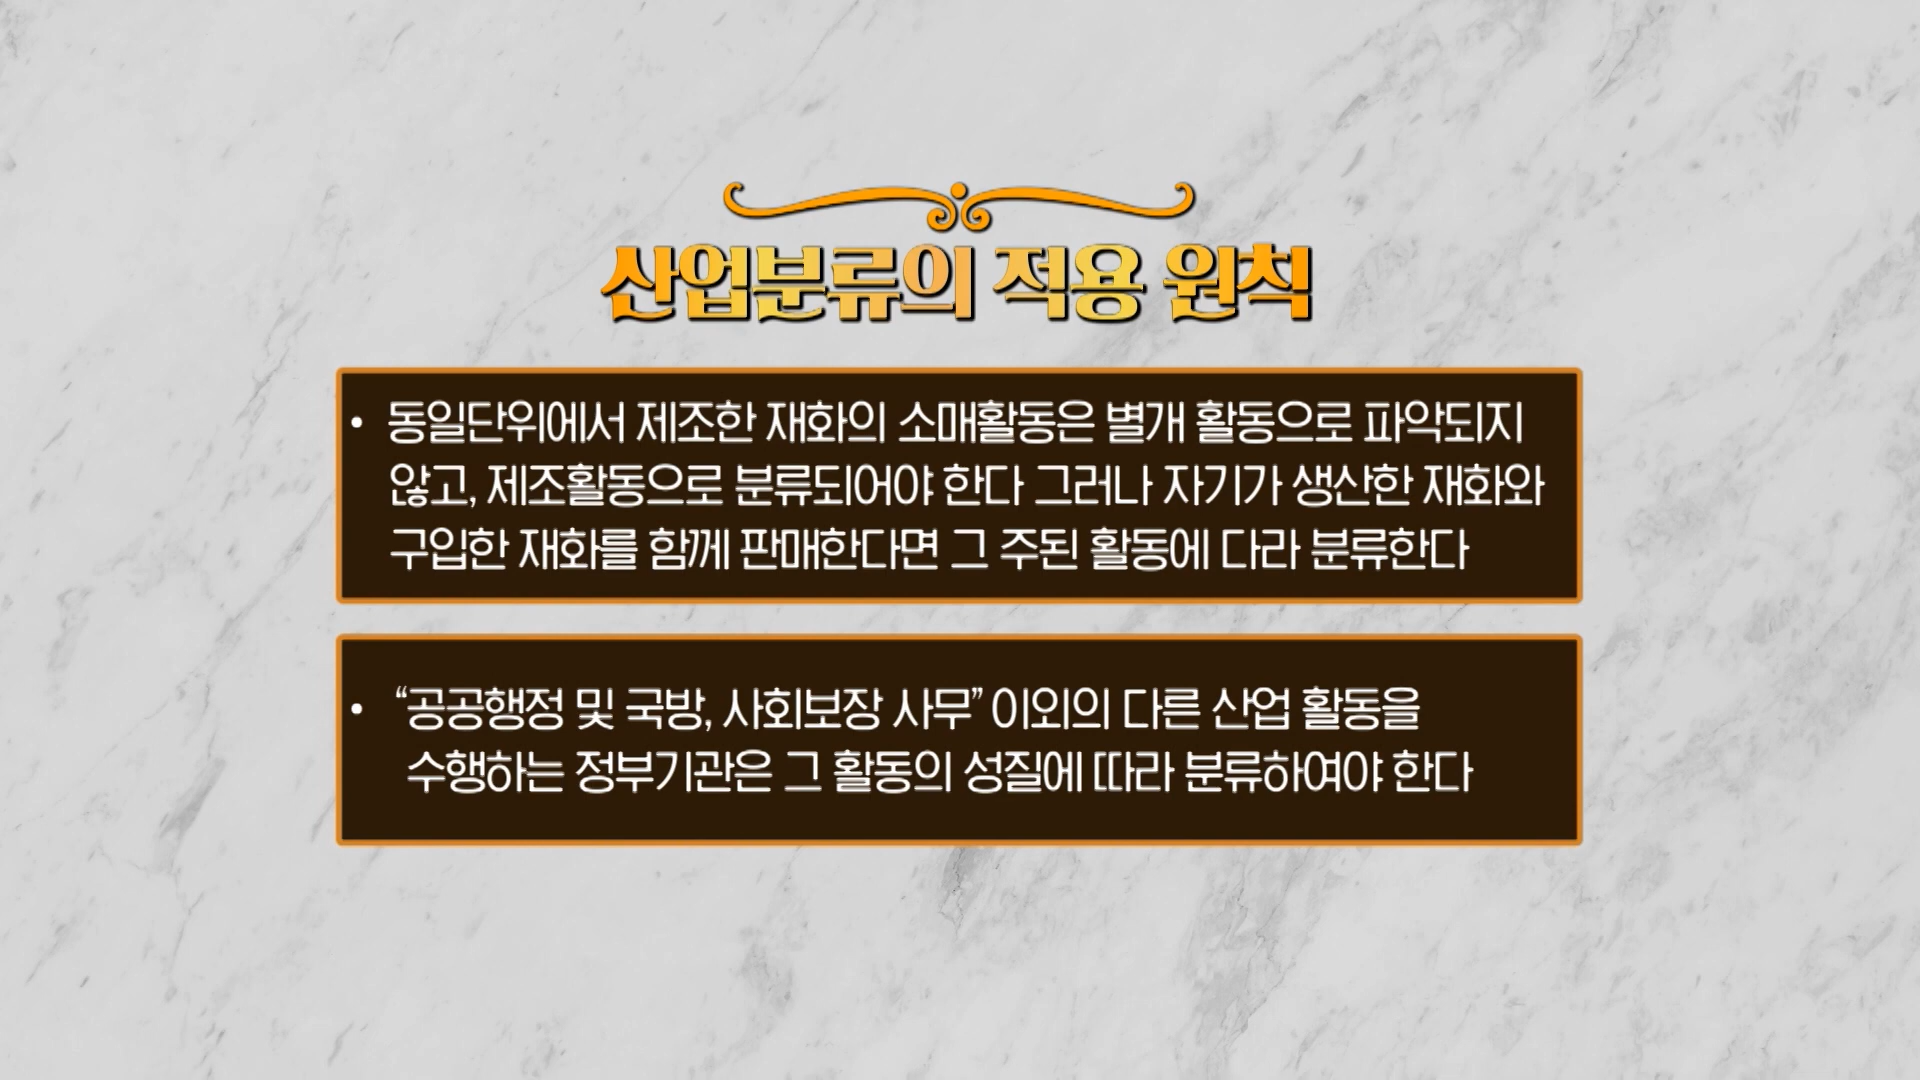 산업분류의 적용 원칙
• 동일단위에서 제조한 재화의 소매활동은 별개 활동으로 파악되지
않고, 제조활동으로 분류되어야 한다 그러나 자기가 생산한 재화와
구입한 재화를 함께 판매한다면 그 주된 활동에 다라 분류한다
• “공공행정 및 국방, 사회보장 사무” 이외의 다른 산업 활동을
수행하는 정부기관은 그 활동의 성질에 따라 분류하여야 한다